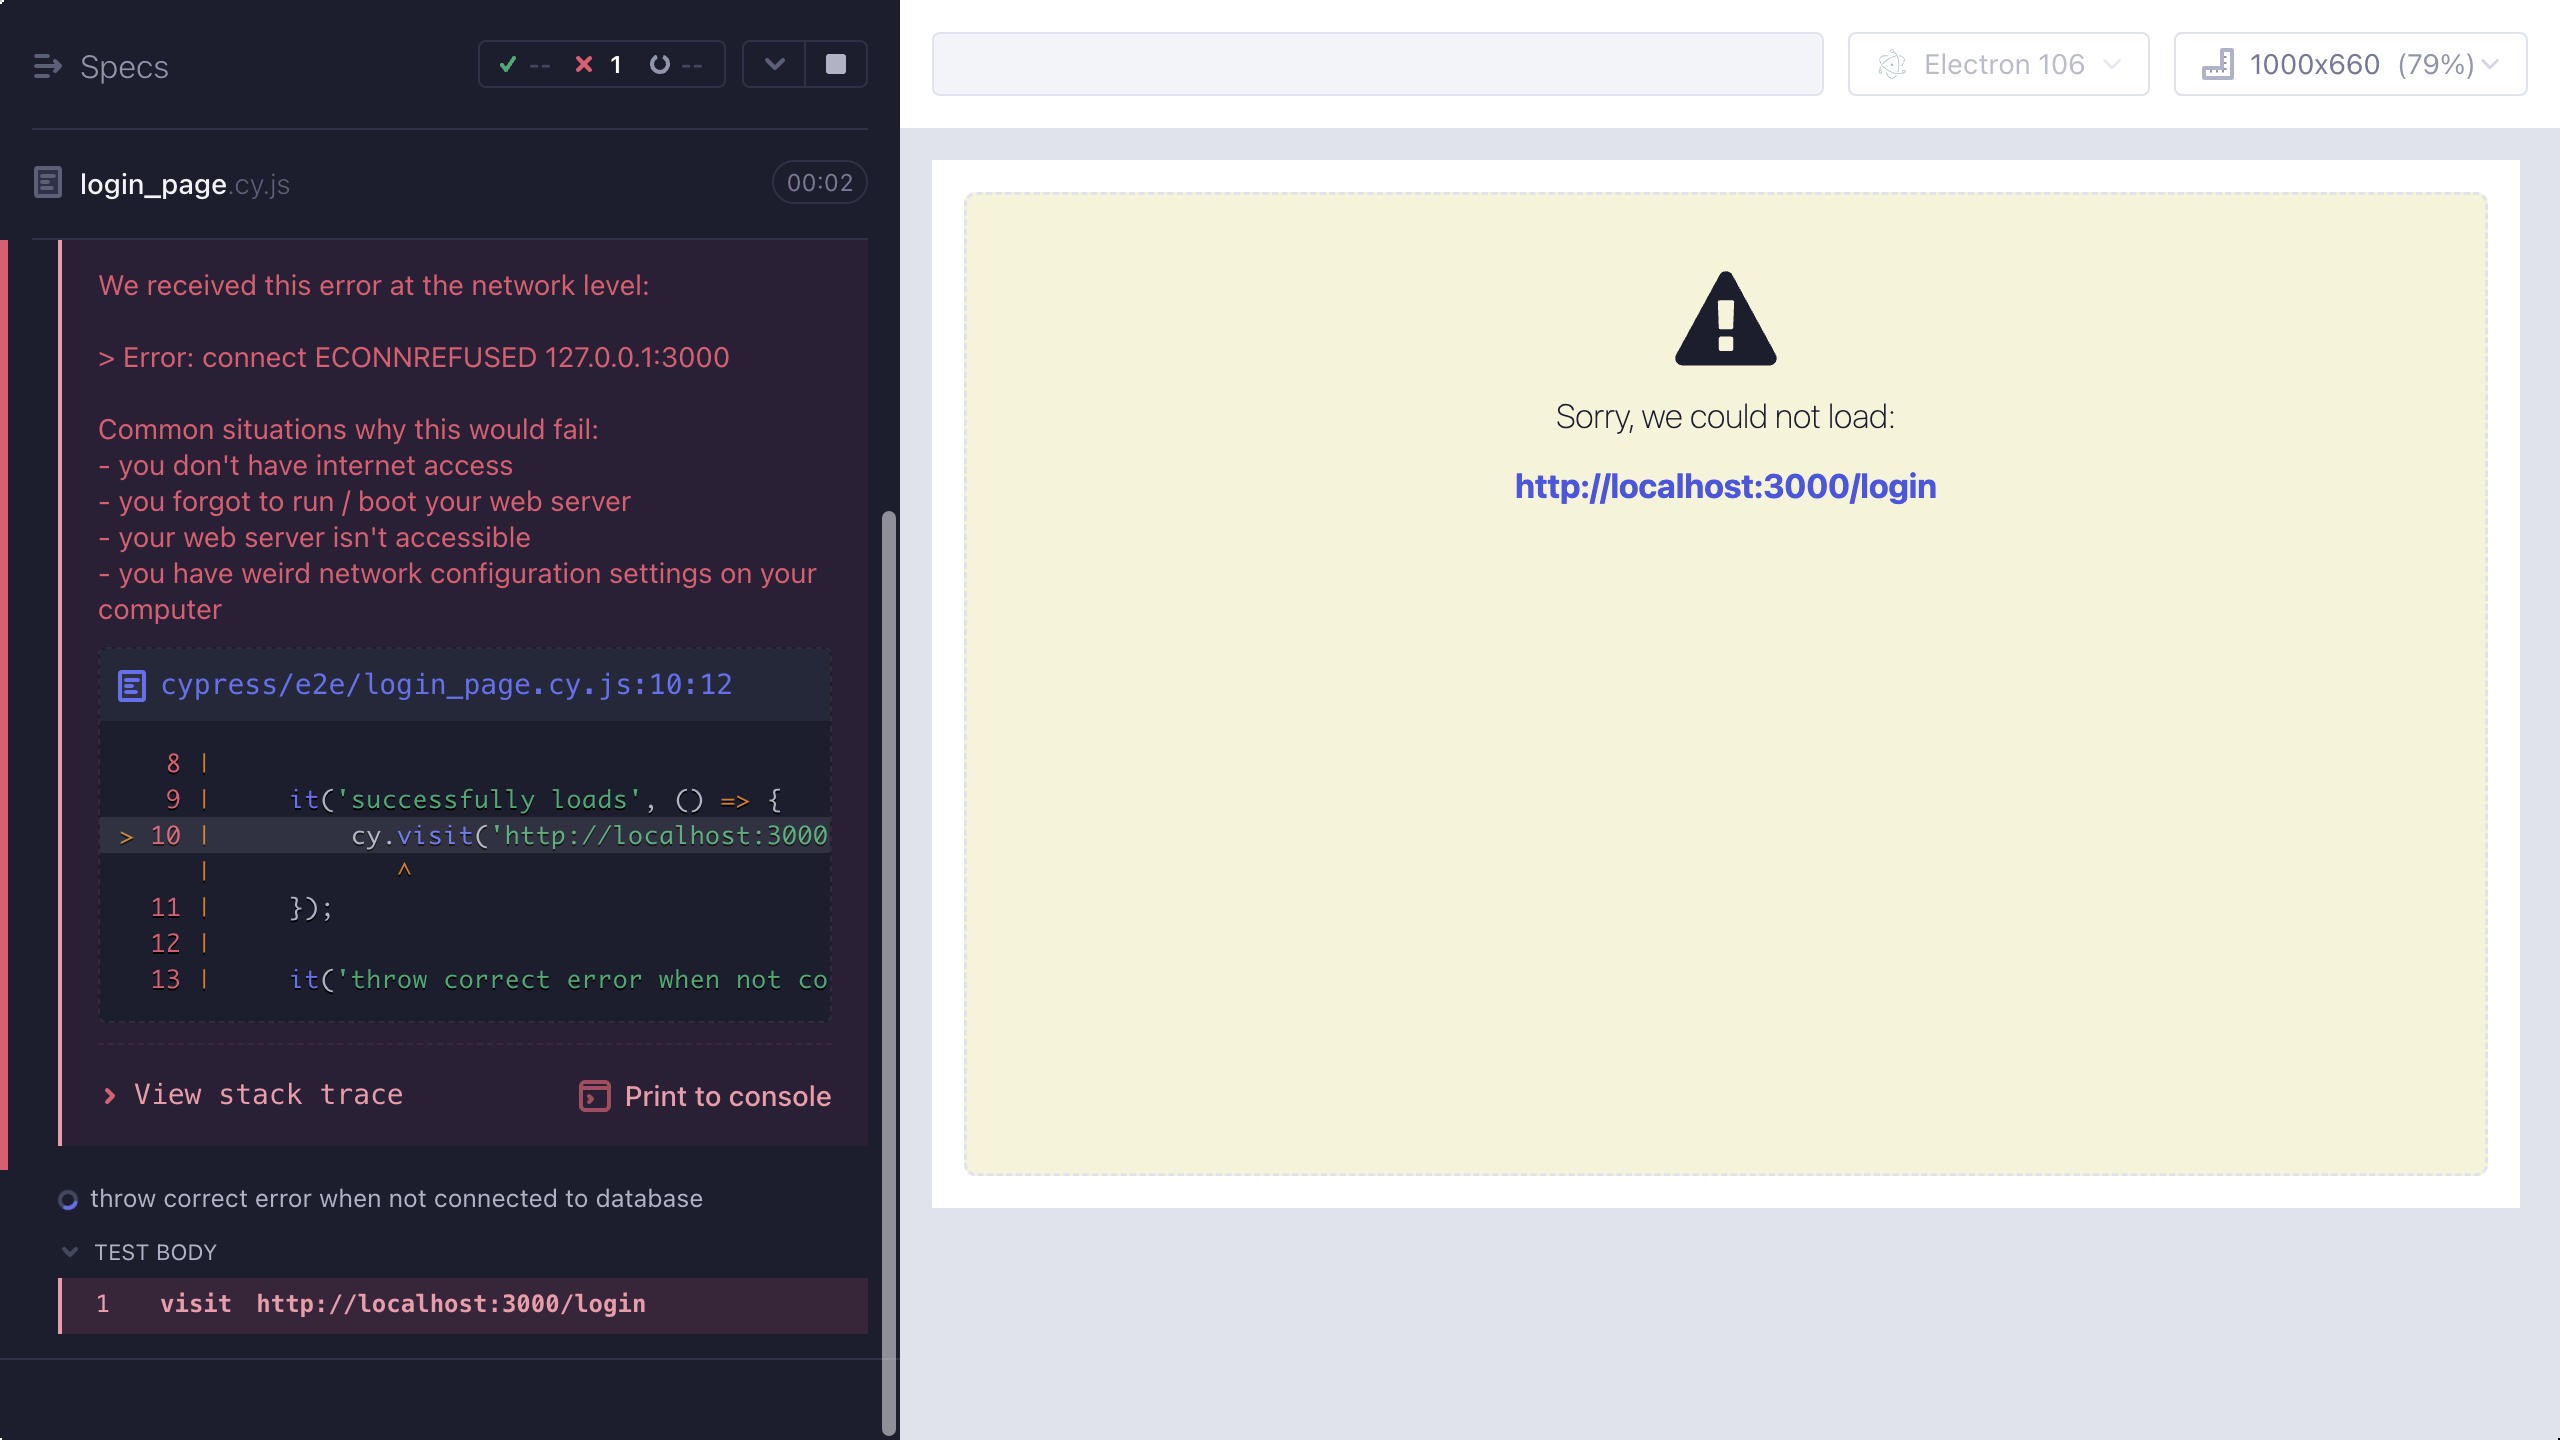 Specs
-- 1 --
login_page.cy.js
00:02
We received this error at the network level:
> Error: connect ECONNREFUSED 127.0.0.1:3000
Common situations why this would fail:
- you don't have internet access
- you forgot to run / boot your web server
- your web server isn't accessible
- you have weird network configuration settings on your
computer
cypress/e2e/login_page.cy.js:10:12
8 |
9 | it('successfully loads', () => {
> 10 | cy.visit('http://localhost:3000
| ^
11 | });
12 |
13 | it('throw correct error when not co
View stack trace
Print to console
throw correct error when not connected to database
TEST BODY
1 visit http://localhost:3000/login
Electron 106
1000x660 (79%)
Sorry, we could not load:
http://localhost:3000/login